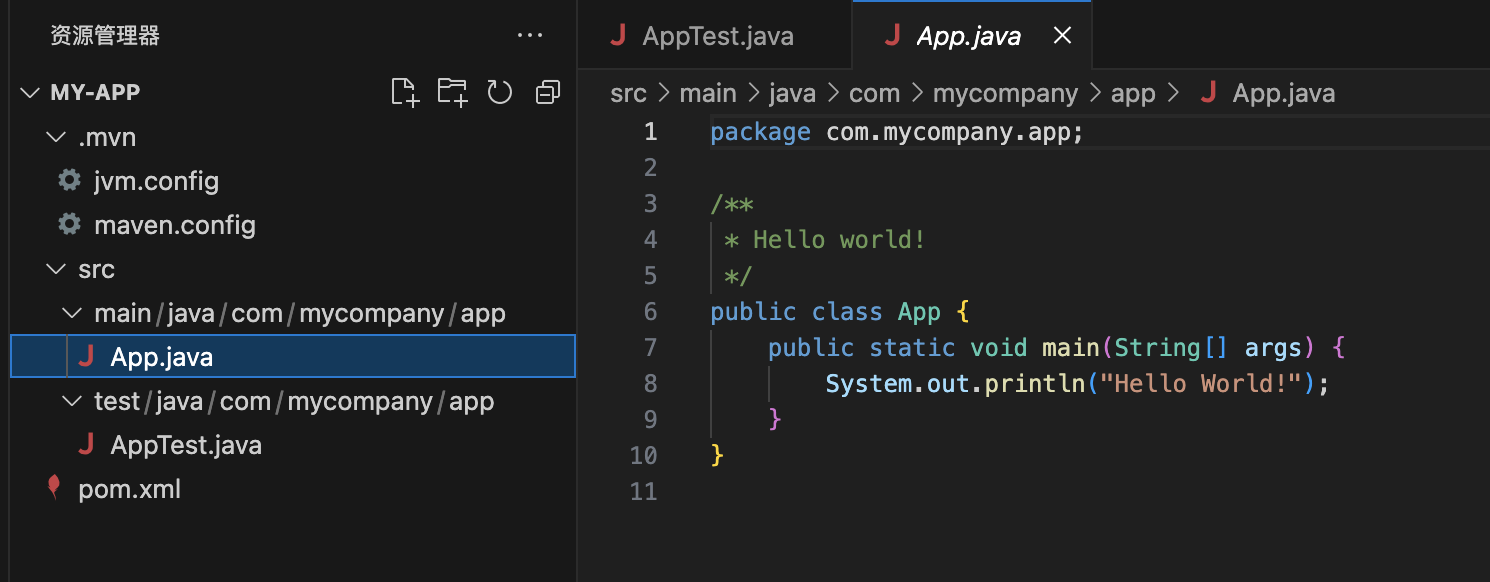 资源管理器
MY-APP
.mvn
jvm.config
maven.config
src
main/java/com/mycompany/app
App.java
test/java/com/mycompany/app
AppTest.java
pom.xml
AppTest.java
App.java
src > main > java > com > mycompany > app > App.java
1 package com.mycompany.app;
2
3 /**
4  * Hello world!
5  */
6 public class App {
7     public static void main(String[] args) {
8         System.out.println("Hello World!");
9     }
10 }
11